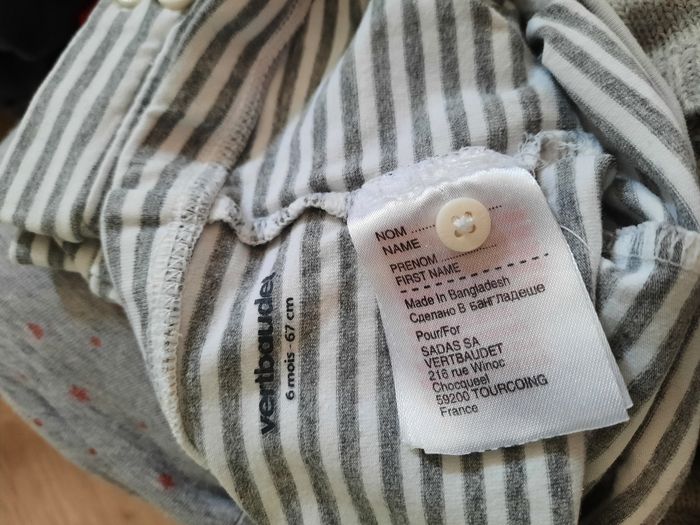 vertbaudet
6 mois - 67 cm
NOM ..............
NAME
PRENOM ..............
FIRST NAME
Made In Bangladesh
Сделано В Бангладеше
Pour/For
SADAS SA
VERTBAUDET
216 rue Winoc
Chocqueel
59200 TOURCOING
France